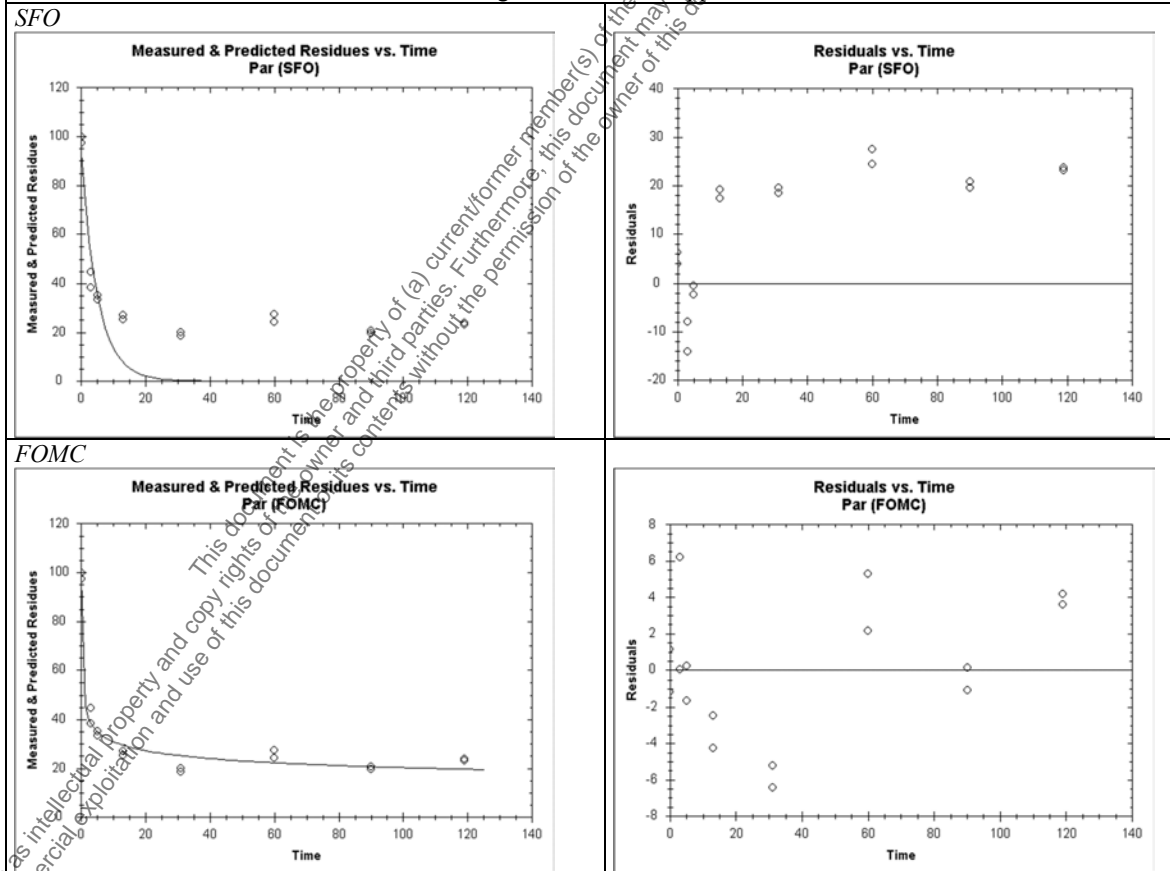 SFO
Measured & Predicted Residues vs. Time
Par (SFO)
Measured & Predicted Residues
120
100
80
60
40
20
0
0 20 40 60 80 100 120 140
Time
Residuals vs. Time
Par (SFO)
Residuals
40
30
20
10
0
-10
-20
0 20 40 60 80 100 120 140
Time
FOMC
Measured & Predicted Residues vs. Time
Par (FOMC)
Measured & Predicted Residues
120
100
80
60
40
20
0
20 40 60 80 100 120 140
Time
Residuals vs. Time
Par (FOMC)
Residuals
8
6
4
2
0
-2
-4
-6
-8
0 20 40 60 80 100 120 140
Time
This document is the property of (a) current/former member(s) of the
as intellectual property and copy rights of the owner and third parties. Furthermore, this document may
exploitation and use of this document or its contents without the permission of the owner of this